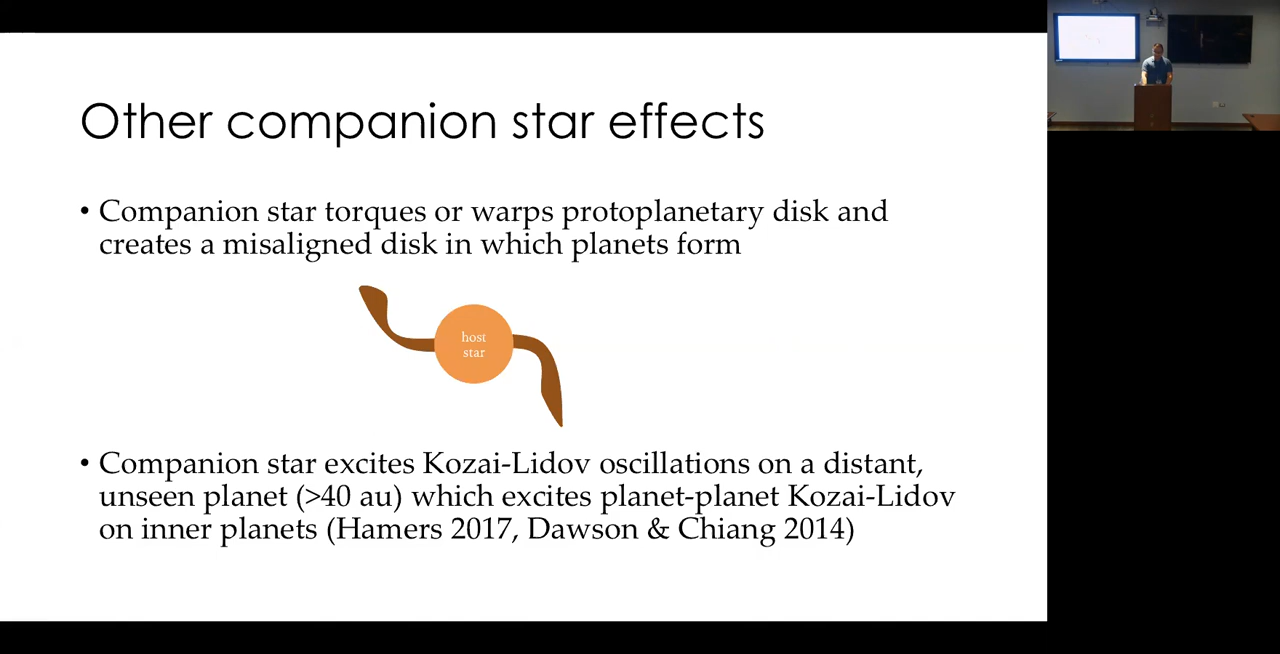 Other companion star effects
• Companion star torques or warps protoplanetary disk and
creates a misaligned disk in which planets form
host
star
• Companion star excites Kozai-Lidov oscillations on a distant,
unseen planet (>40 au) which excites planet-planet Kozai-Lidov
on inner planets (Hamers 2017, Dawson & Chiang 2014)